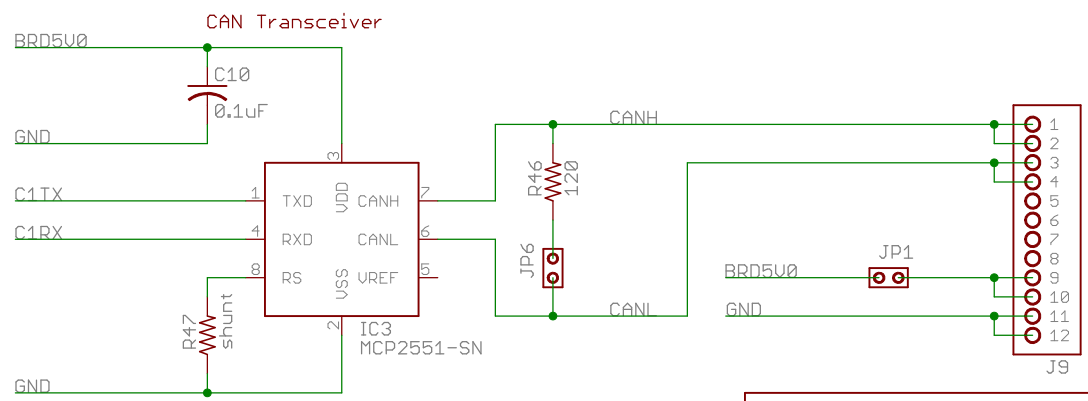 CAN Transceiver
BRD5V0
C10
0.1uF
GND
C1TX
C1RX
3
1 TXD VDD CANH 7
4 RXD CANL 6
8 RS VSS VREF 5
2
IC3
MCP2551-SN
R47
shunt
GND
CANH
R46
120
JP6
CANL
BRD5V0
JP1
GND
1
2
3
4
5
6
7
8
9
10
11
12
J9